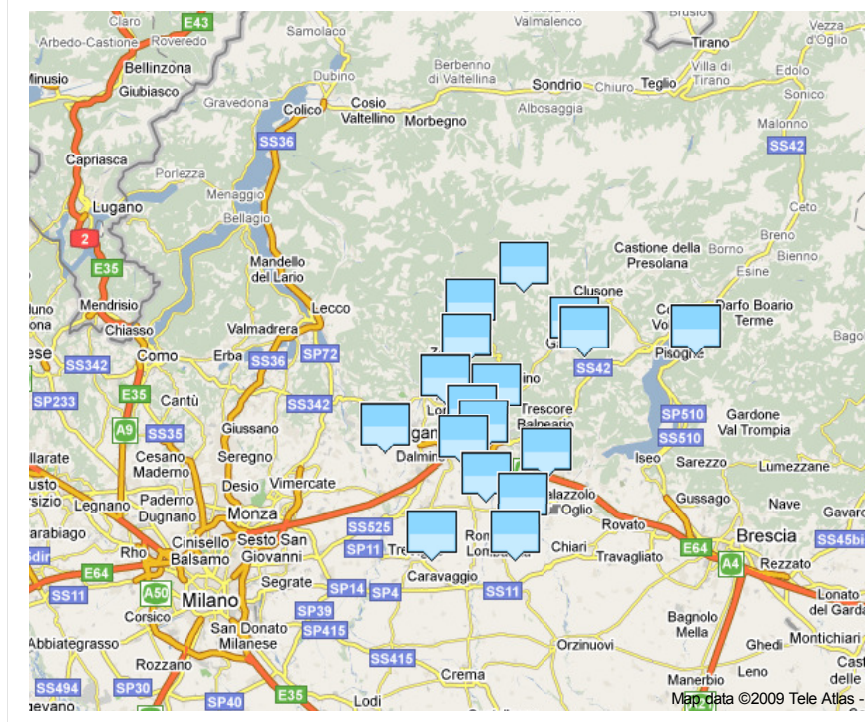 Claro
E43
Samolaco
Valmalenco
Brusio
Vezza
d'Oglio
Arbedo-Castione
Roveredo
Tirano
Bellinzona
Minusio
Giubiasco
Dubino
Berbenno
di Valtellina
Villa di
Tirano
Edolo
Sondrio
Chiuro
Teglio
Sonico
Gravedona
Colico
Cosio
Valtellino
Morbegno
Albosaggia
Malonno
SS36
SS42
Capriasca
Porlezza
Menaggio
Lugano
Bellagio
Ceto
2
Breno
Borno
Bienno
Castione della
Presolana
Esine
E35
Mandello
del Lario
Clusone
Mendrisio
Lecco
Darfo Boario
Terme
Chiasso
Valmadrera
Pisogne
Como
Erba
SS36
SP72
SS42
SS342
E35
SP233
Cantù
SS342
Trescore
Balneario
SP510
SS510
Gardone
Val Trompia
A9
SS35
Giussano
Dalmine
Iseo
Sarezzo
Lumezzane
Cesano
Maderno
Seregno
Desio
Vimercate
Legnano
Paderno
Dugnano
Monza
Gussago
Nave
SS525
Rovato
Cinisello
Balsamo
Sesto San
Giovanni
SP11
Chiari
Travagliato
Brescia
E64
SS45bi
Rho
Rezzato
A4
E64
Caravaggio
SS11
Segrate
SP14
SP4
SS11
A50
Milano
SP39
Lonato
del Garda
Corsico
San Donato
Milanese
SP415
Bagnolo
Mella
Montichiari
Abbiategrasso
Ghedi
Rozzano
SS415
Orzinuovi
Crema
Leno
Manerbio
SS494
SP30
SP40
E35
Lodi
Map data ©2009 Tele Atlas -